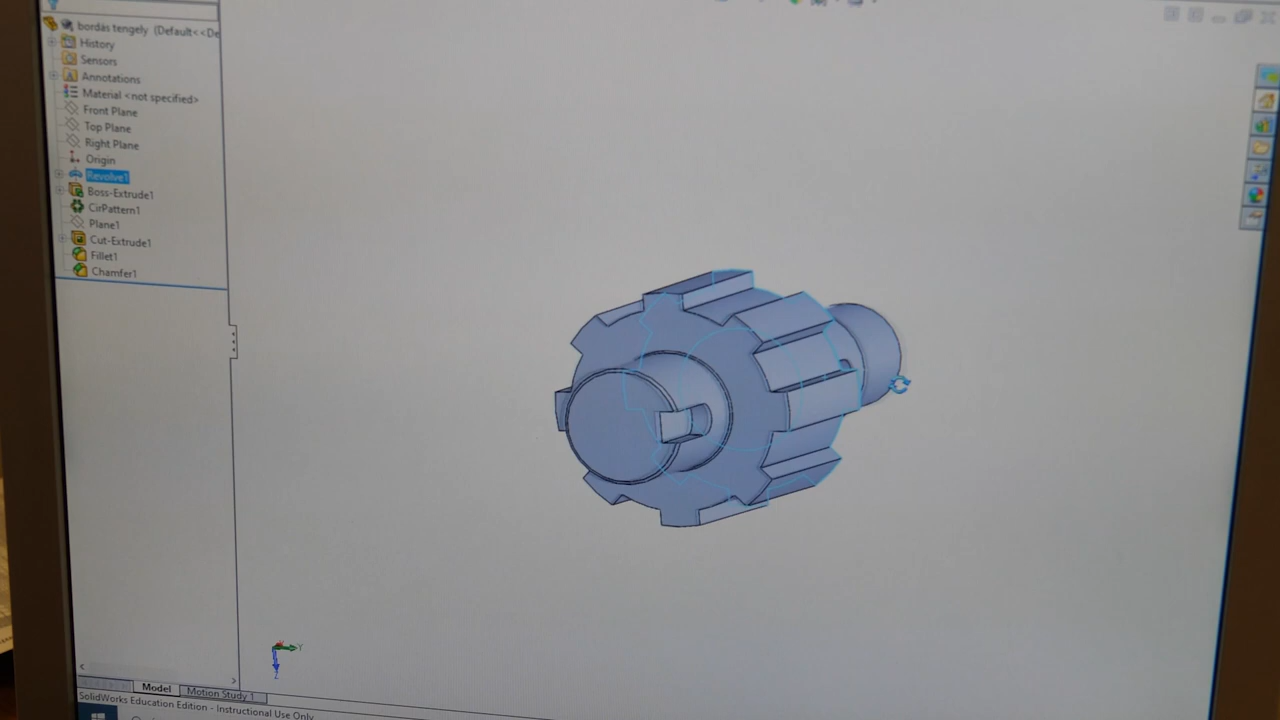 bordás tengely (Default<<De
History
Sensors
Annotations
Material <not specified>
Front Plane
Top Plane
Right Plane
Origin
Revolve1
Boss-Extrude1
CirPattern1
Plane1
Cut-Extrude1
Fillet1
Chamfer1
Y
Z
Model
Motion Study 1
SolidWorks Education Edition - Instructional Use Only